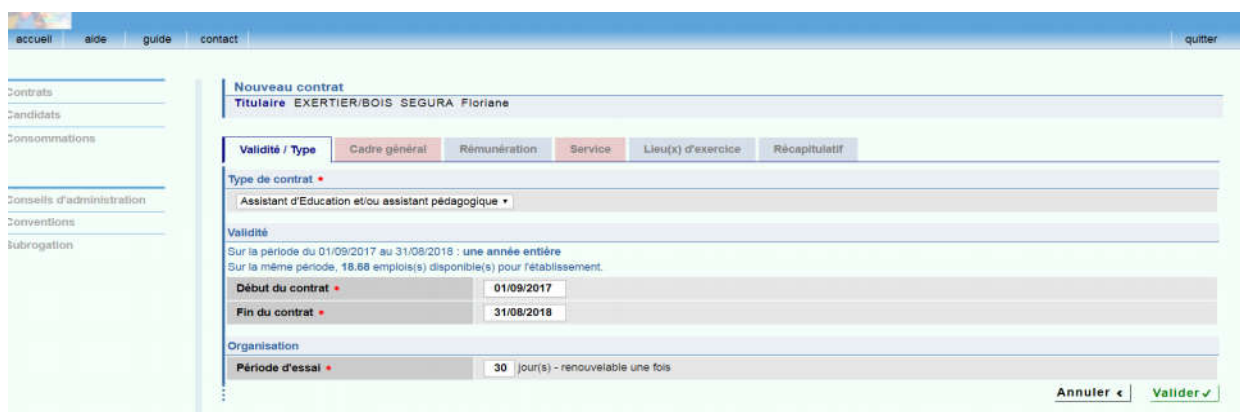 accueil aide guide contact quitter
Contrats
Candidats
Consommations
Conseils d'administration
Conventions
Subrogation
Nouveau contrat
Titulaire EXERTIER/BOIS SEGURA Floriane
Validité / Type Cadre général Rémunération Service Lieu(x) d'exercice Récapitulatif
Type de contrat •
Assistant d'Education et/ou assistant pédagogique
Validité
Sur la période du 01/09/2017 au 31/08/2018 : une année entière
Sur la même période, 18.68 emplois(s) disponible(s) pour l'établissement.
Début du contrat • 01/09/2017
Fin du contrat • 31/08/2018
Organisation
Période d'essai • 30 jour(s) - renouvelable une fois
Annuler Valider